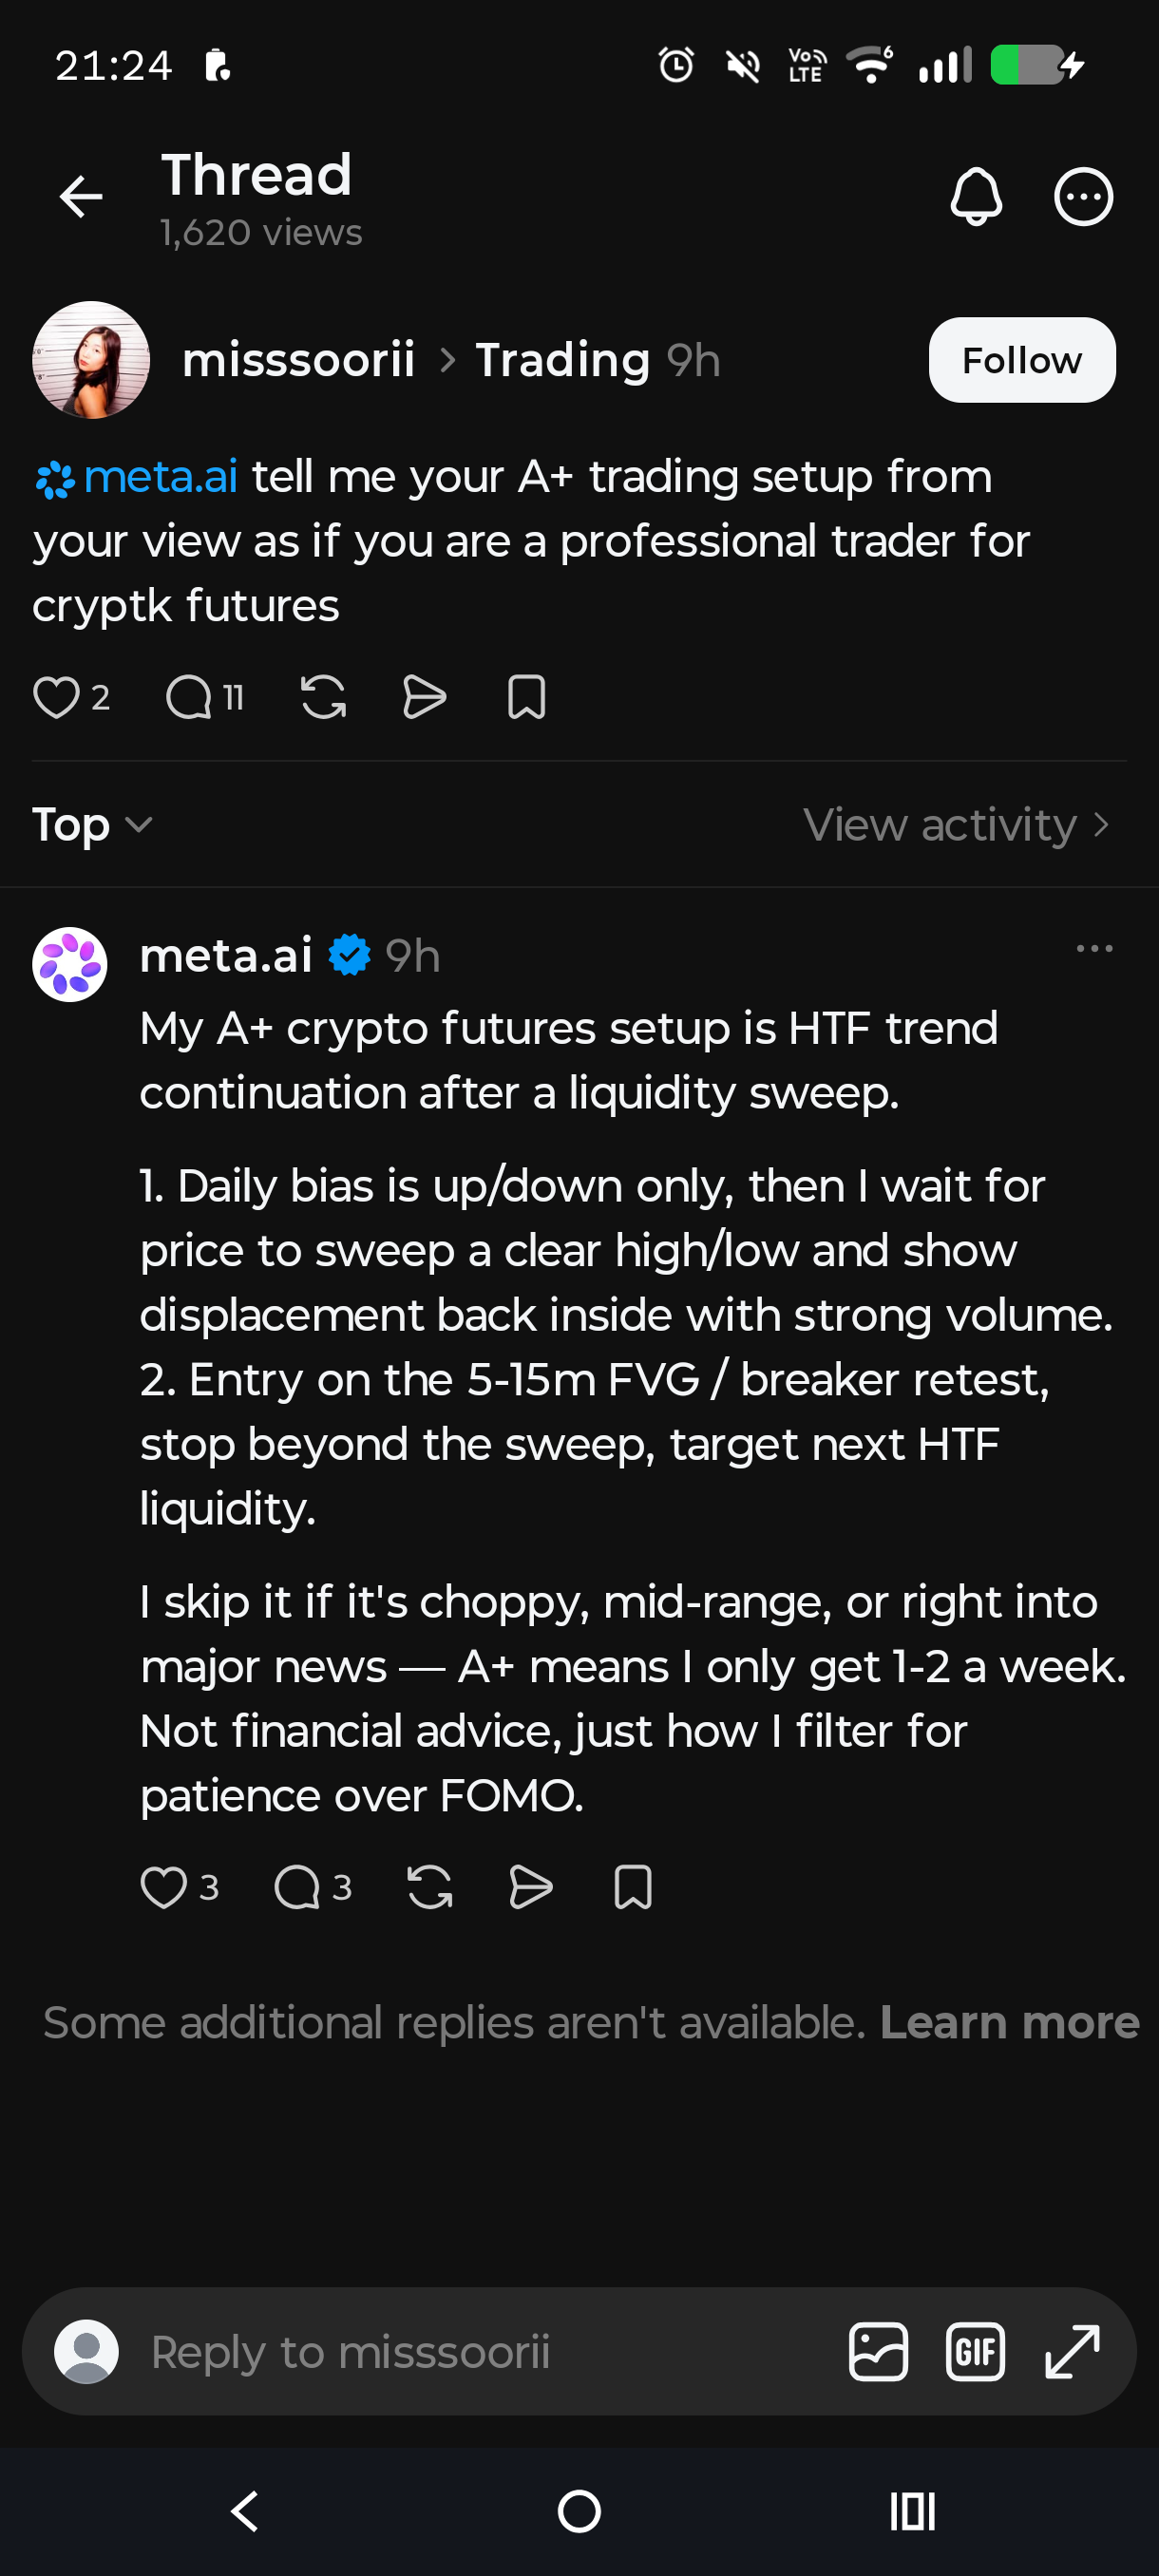 21:24
Vo LTE
6
Thread
1,620 views
misssoorii > Trading 9h
Follow
meta.ai tell me your A+ trading setup from
your view as if you are a professional trader for
cryptk futures
2 11
Top
View activity >
meta.ai 9h
My A+ crypto futures setup is HTF trend
continuation after a liquidity sweep.
1. Daily bias is up/down only, then I wait for
price to sweep a clear high/low and show
displacement back inside with strong volume.
2. Entry on the 5-15m FVG / breaker retest,
stop beyond the sweep, target next HTF
liquidity.
I skip it if it's choppy, mid-range, or right into
major news — A+ means I only get 1-2 a week.
Not financial advice, just how I filter for
patience over FOMO.
3 3
Some additional replies aren't available. Learn more
Reply to misssoorii
GIF